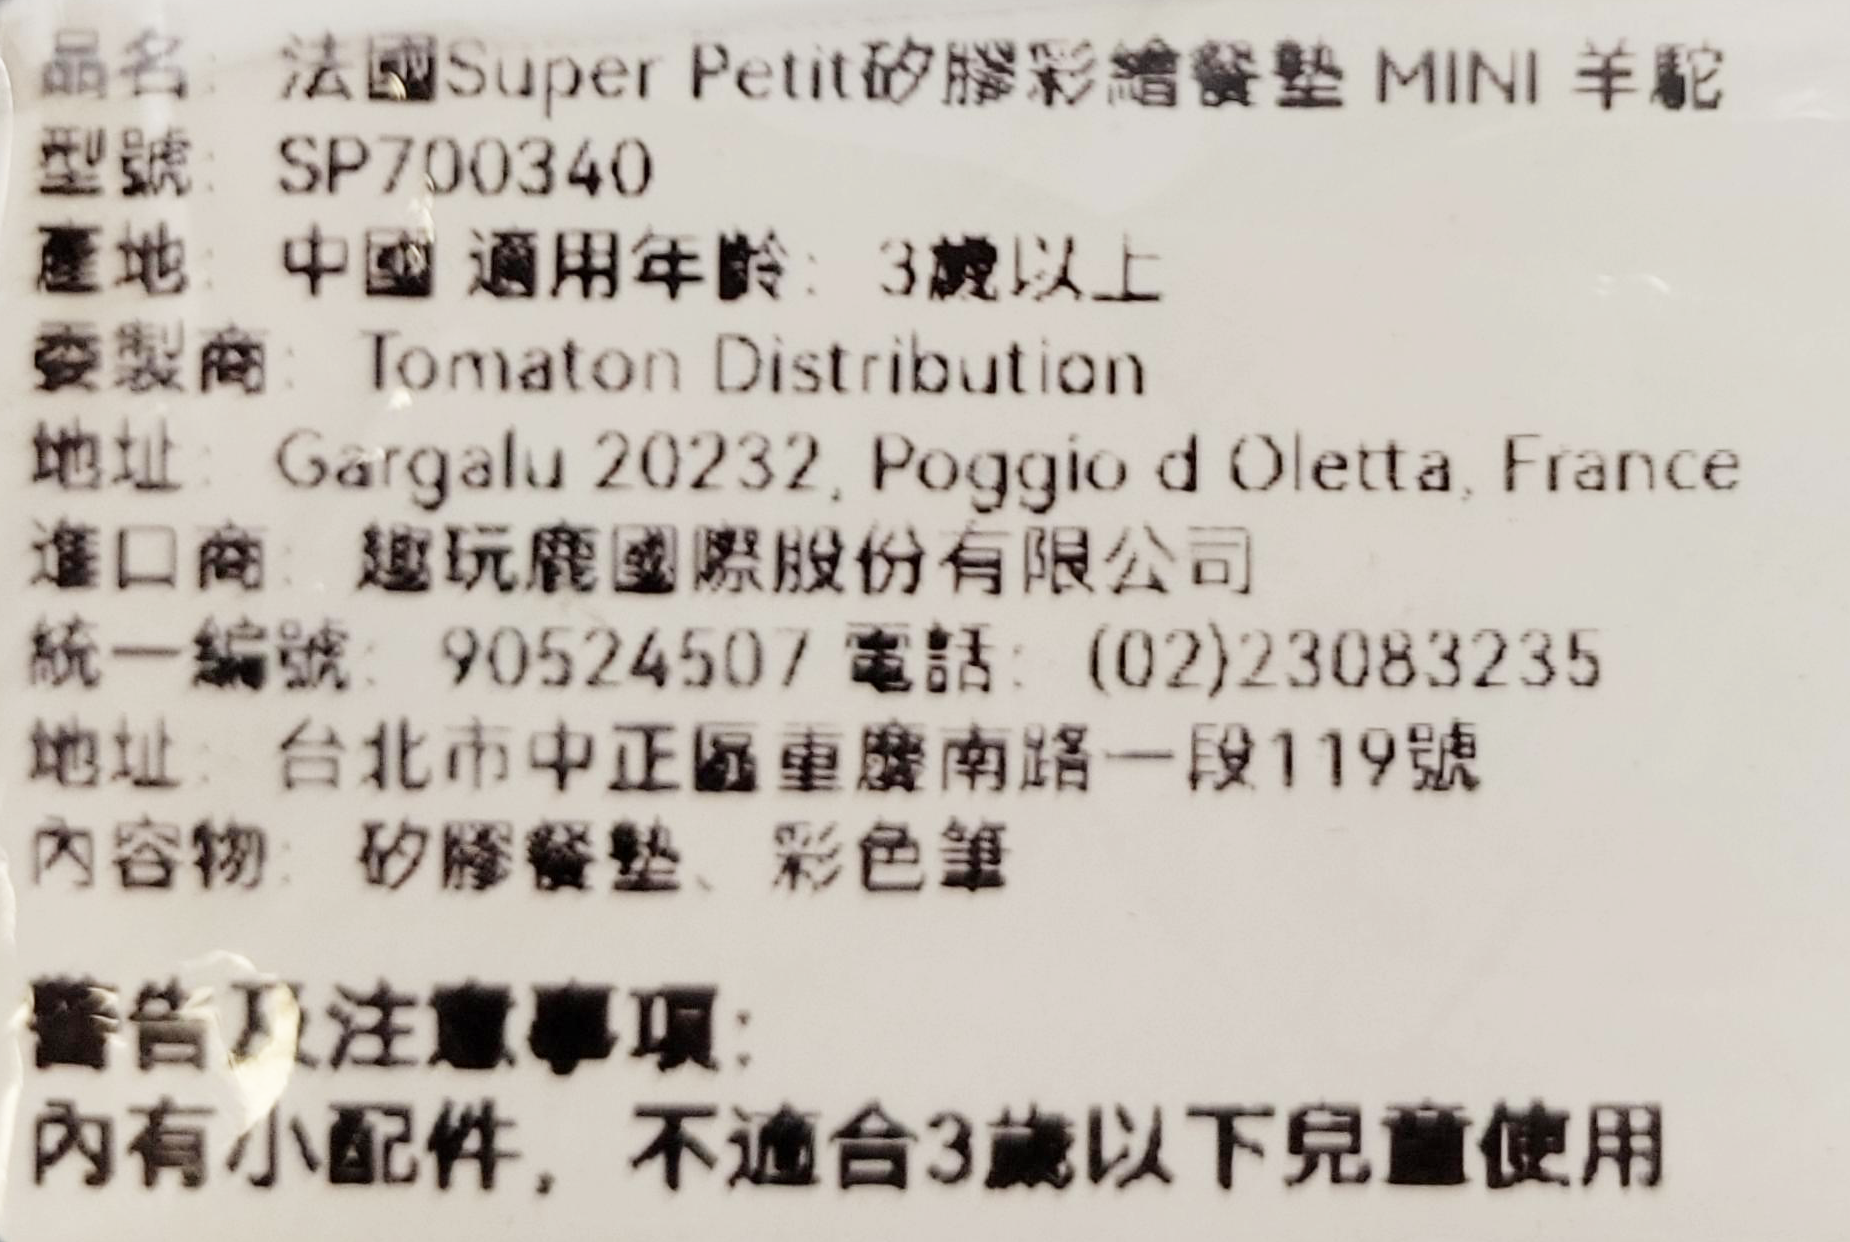 品名: 法國Super Petit矽膠彩繪餐墊 MINI 羊駝
型號: SP700340
產地: 中國 適用年齡: 3歲以上
委製商: Tomaton Distribution
地址: Gargalu 20232, Poggio d Oletta, France
進口商: 趣玩鹿國際股份有限公司
統一編號: 90524507 電話: (02)23083235
地址: 台北市中正區重慶南路一段119號
內容物: 矽膠餐墊、彩色筆
警告及注意事項:
內有小配件, 不適合3歲以下兒童使用